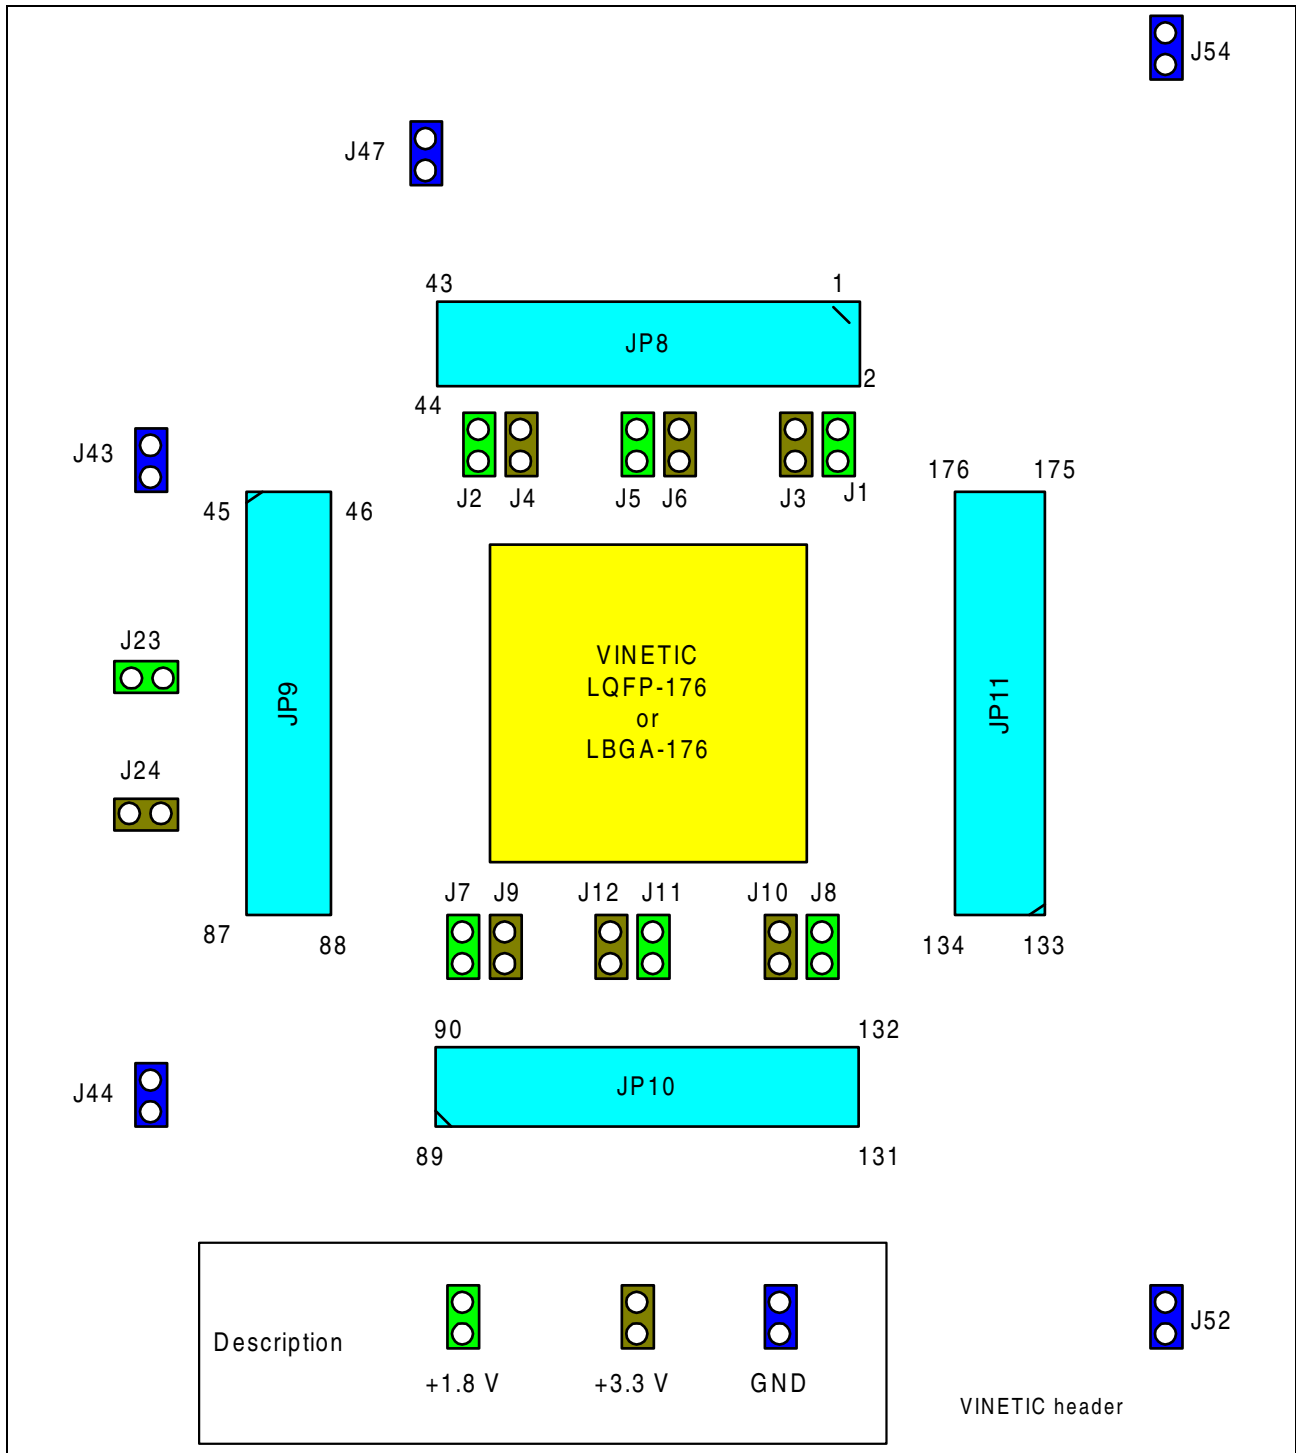 J54
J47
43 1
JP8
2
44
J43
J2 J4 J5 J6 J3 J1
176 175
45 46
J23
VINETIC
LQFP-176
or
LBGA-176
JP9
JP11
J24
J7 J9 J12 J11 J10 J8
87 88
134 133
90 132
J44
JP10
89 131
Description
+1.8 V +3.3 V GND
J52
VINETIC header